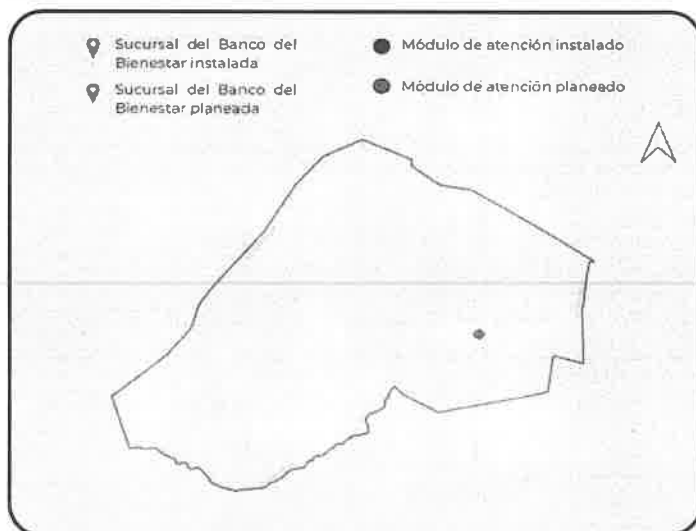 Sucursal del Banco del
Bienestar instalada
Sucursal del Banco del
Bienestar planeada
Módulo de atención instalado
Módulo de atención planeado